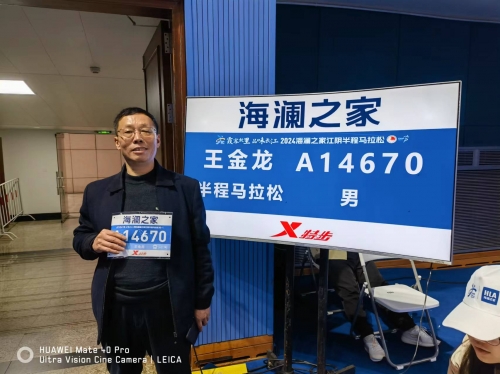 海澜之家
2024海澜之家江阴半程马拉松
王金龙 A14670
半程马拉松 男
X特步
海澜之家
14670
HLA
HUAWEI Mate 40 Pro
Ultra Vision Cine Camera | LEICA